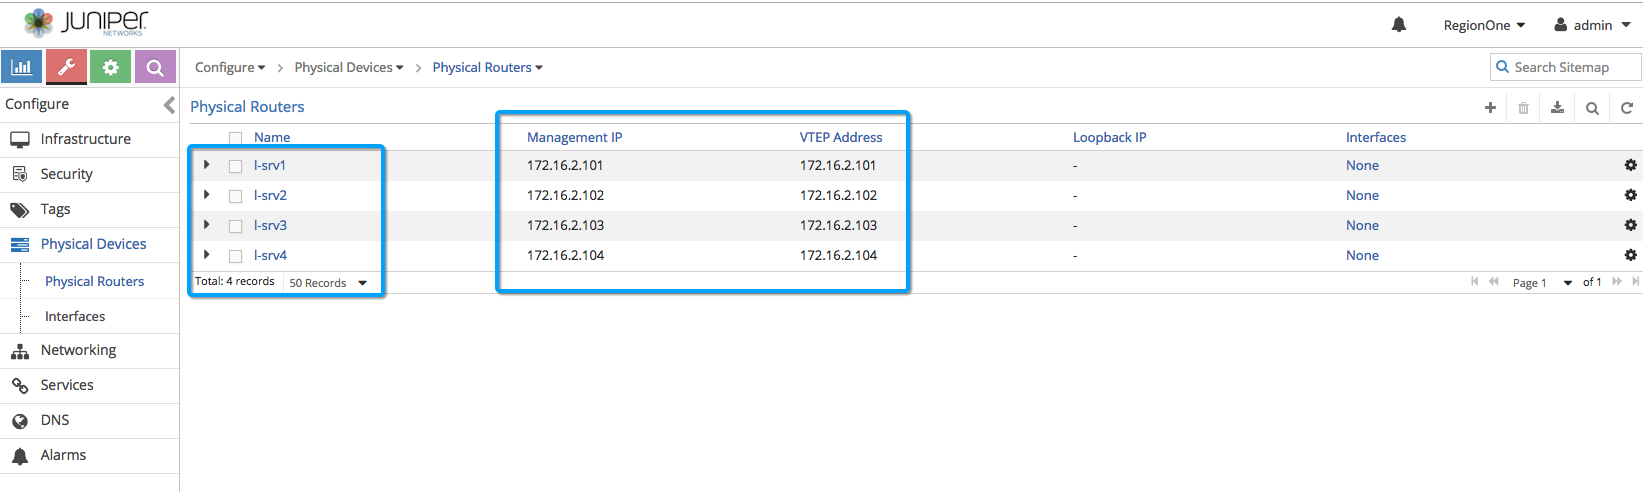 JUNIPER
NETWORKS
RegionOne
admin
Configure
Physical Devices
Physical Routers
Search Sitemap
Configure
Infrastructure
Security
Tags
Physical Devices
Physical Routers
Interfaces
Networking
Services
DNS
Alarms
Physical Routers
Name Management IP VTEP Address Loopback IP Interfaces
l-srv1 172.16.2.101 172.16.2.101 - None
l-srv2 172.16.2.102 172.16.2.102 - None
l-srv3 172.16.2.103 172.16.2.103 - None
l-srv4 172.16.2.104 172.16.2.104 - None
Total: 4 records 50 Records Page 1 of 1